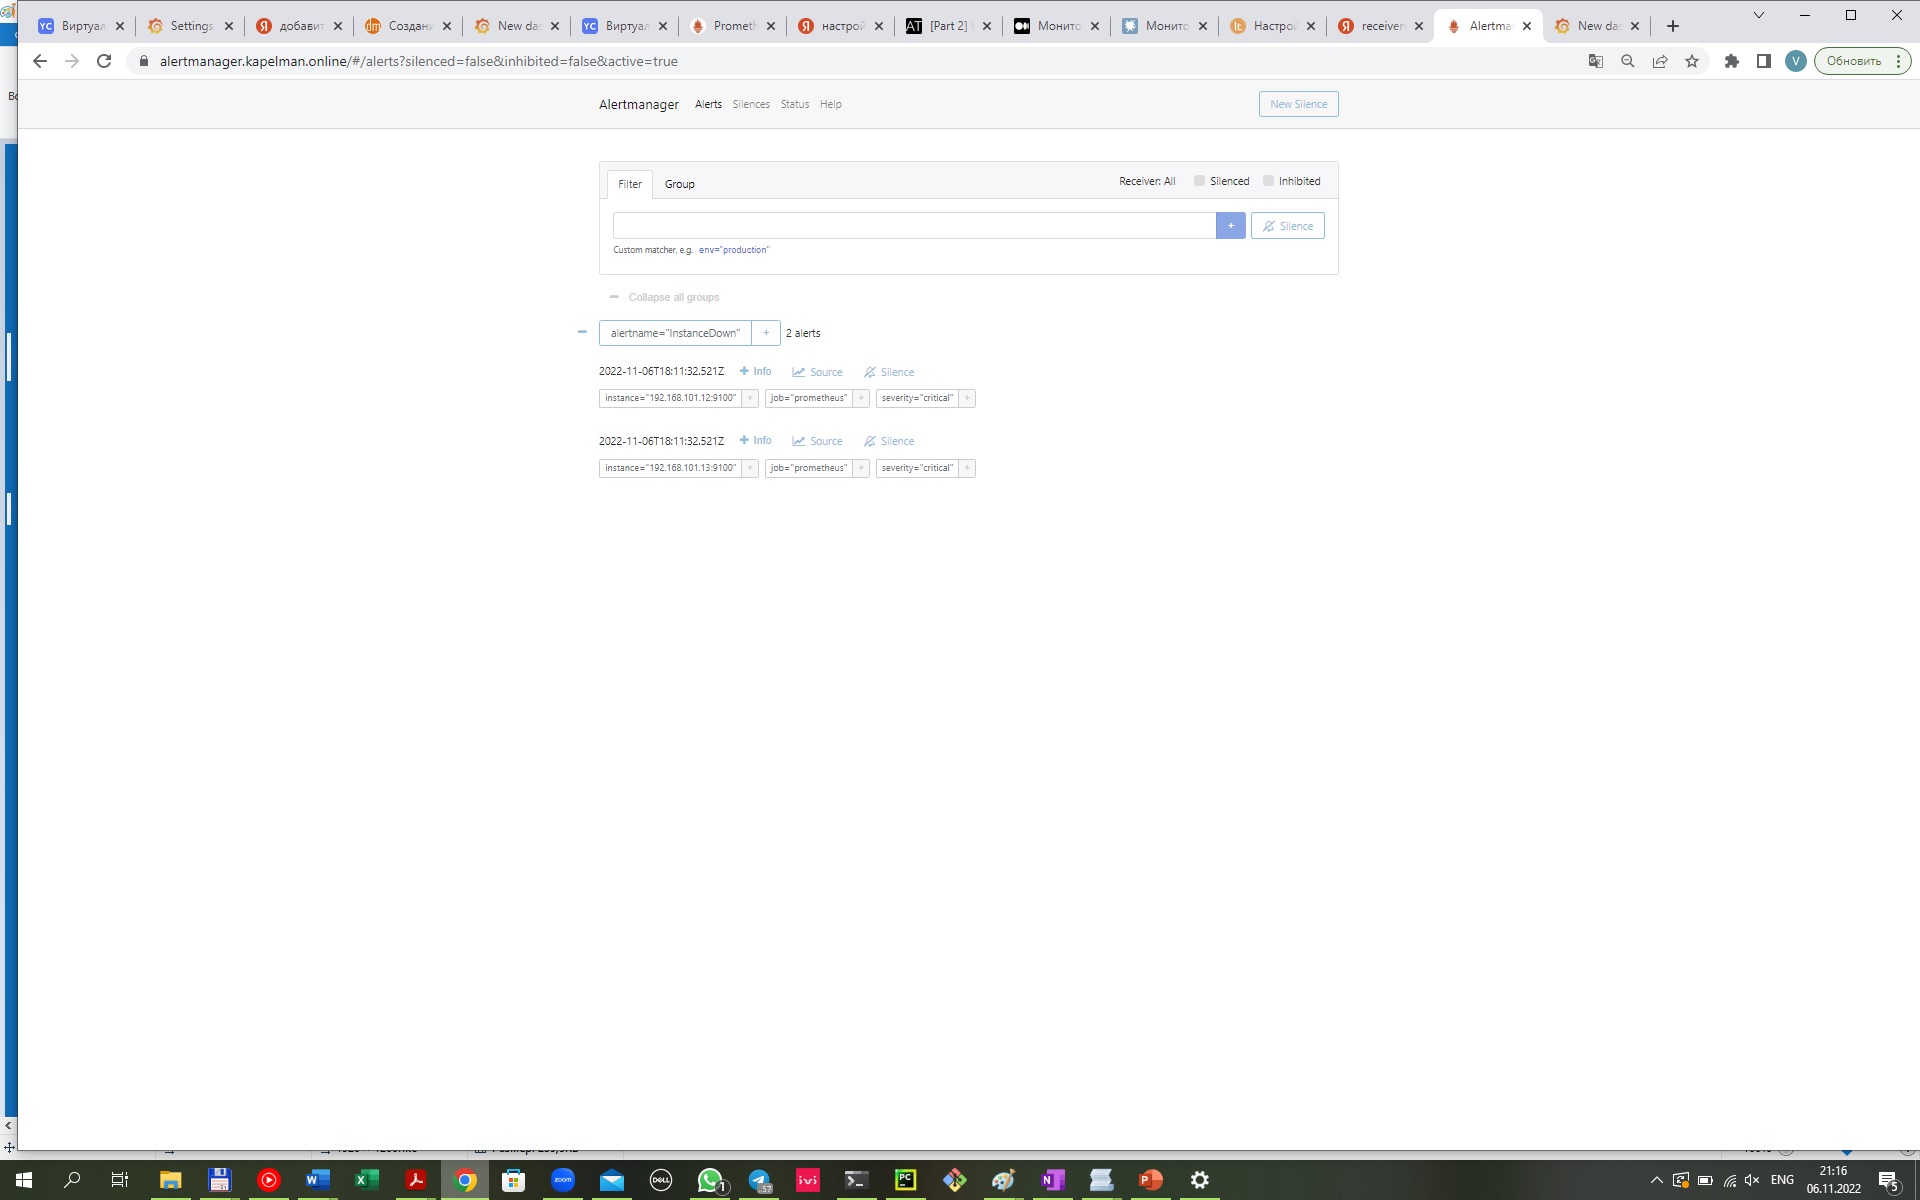 Виртуал
Settings
добавит
Создани
New das
Виртуал
Prometh
настрой
[Part 2]
Монито
Монито
Настрой
receiver
Alertma
New das
alertmanager.kapelman.online/#/alerts?silenced=false&inhibited=false&active=true
Обновить
Alertmanager Alerts Silences Status Help New Silence
Filter Group Receiver: All Silenced Inhibited
+ Silence
Custom matcher, e.g. env="production"
Collapse all groups
alertname="InstanceDown" + 2 alerts
2022-11-06T18:11:32.521Z + Info Source Silence
instance="192.168.101.12:9100" + job="prometheus" + severity="critical" +
2022-11-06T18:11:32.521Z + Info Source Silence
instance="192.168.101.13:9100" + job="prometheus" + severity="critical" +
ENG
21:16
06.11.2022